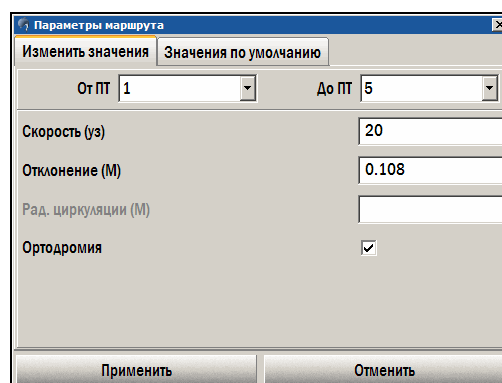 Параметры маршрута
Изменить значения Значения по умолчанию
От ПТ 1 До ПТ 5
Скорость (уз) 20
Отклонение (М) 0.108
Рад. циркуляции (М)
Ортодромия
Применить Отменить